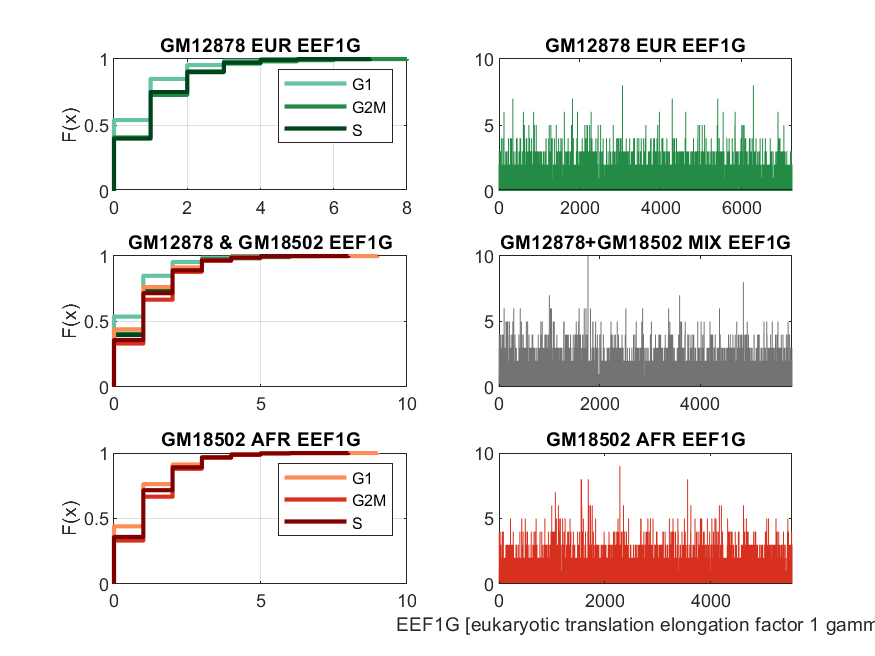 GM12878 EUR EEF1G
F(x)
1
0.5
0
0 2 4 6 8
G1
G2M
S
GM12878 EUR EEF1G
10
5
0
0 2000 4000 6000
GM12878 & GM18502 EEF1G
F(x)
1
0.5
0
0 5 10
GM12878+GM18502 MIX EEF1G
10
5
0
0 2000 4000
GM18502 AFR EEF1G
F(x)
1
0.5
0
0 5 10
G1
G2M
S
GM18502 AFR EEF1G
10
5
0
0 2000 4000
EEF1G [eukaryotic translation elongation factor 1 gamm